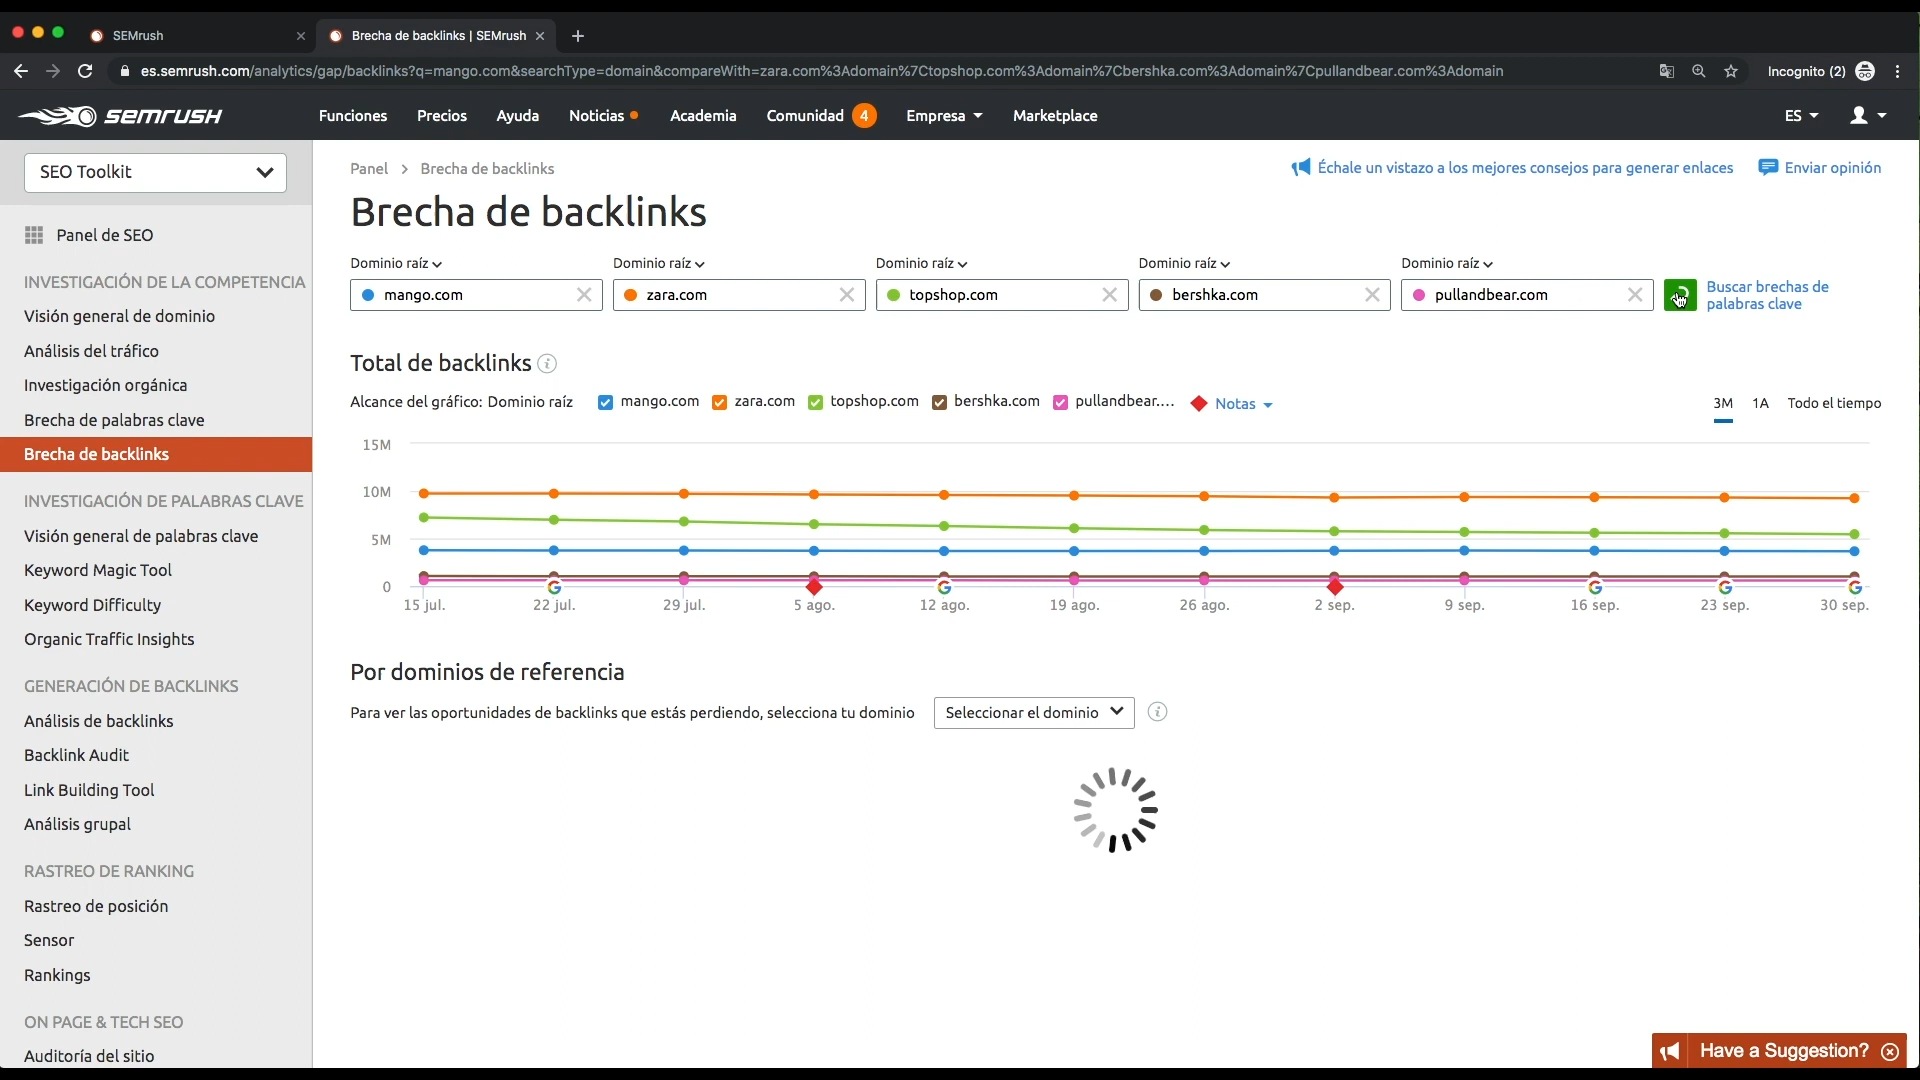 SEMrush
Brecha de backlinks | SEMrush
es.semrush.com/analytics/gap/backlinks?q=mango.com&searchType=domain&compareWith=zara.com%3Adomain%7Ctopshop.com%3Adomain%7Cbershka.com%3Adomain%7Cpullandbear.com%3Adomain
Incognito (2)
SEMRUSH
Funciones
Precios
Ayuda
Noticias
Academia
Comunidad 4
Empresa
Marketplace
ES
SEO Toolkit
Panel de SEO
INVESTIGACIÓN DE LA COMPETENCIA
Visión general de dominio
Análisis del tráfico
Investigación orgánica
Brecha de palabras clave
Brecha de backlinks
INVESTIGACIÓN DE PALABRAS CLAVE
Visión general de palabras clave
Keyword Magic Tool
Keyword Difficulty
Organic Traffic Insights
GENERACIÓN DE BACKLINKS
Análisis de backlinks
Backlink Audit
Link Building Tool
Análisis grupal
RASTREO DE RANKING
Rastreo de posición
Sensor
Rankings
ON PAGE & TECH SEO
Auditoría del sitio
Panel > Brecha de backlinks
Échale un vistazo a los mejores consejos para generar enlaces
Enviar opinión
Brecha de backlinks
Dominio raíz
Dominio raíz
Dominio raíz
Dominio raíz
Dominio raíz
mango.com
zara.com
topshop.com
bershka.com
pullandbear.com
Buscar brechas de
palabras clave
Total de backlinks
Alcance del gráfico: Dominio raíz
mango.com
zara.com
topshop.com
bershka.com
pullandbear....
Notas
3M
1A
Todo el tiempo
15M
10M
5M
0
15 jul.
22 jul.
29 jul.
5 ago.
12 ago.
19 ago.
26 ago.
2 sep.
9 sep.
16 sep.
23 sep.
30 sep.
Por dominios de referencia
Para ver las oportunidades de backlinks que estás perdiendo, selecciona tu dominio
Seleccionar el dominio
Have a Suggestion?